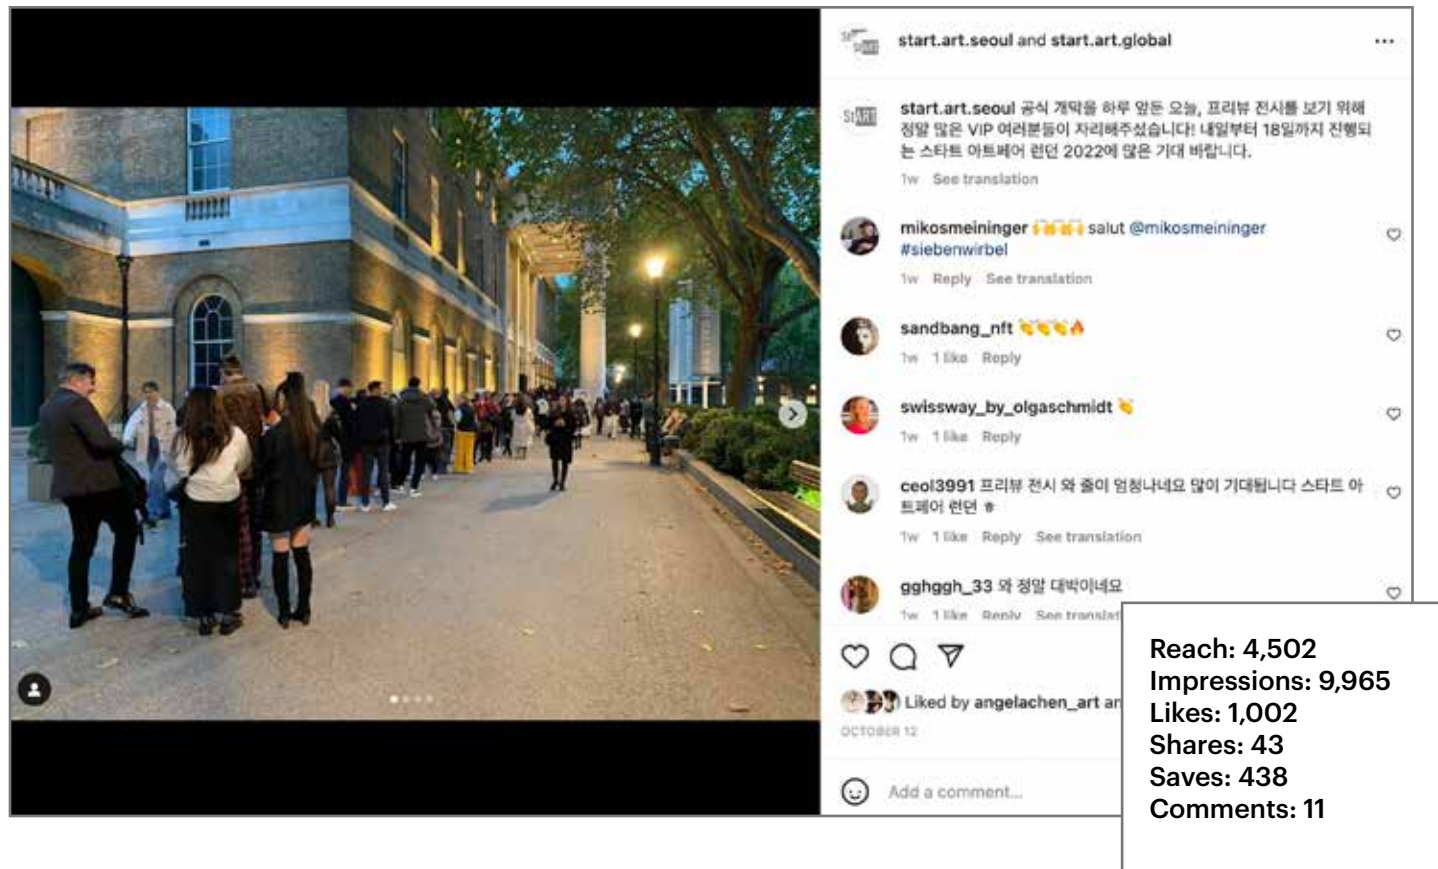 start.art.seoul and start.art.global
StART
start.art.seoul 공식 개막을 하루 앞둔 오늘, 프리뷰 전시를 보기 위해
정말 많은 VIP 여러분들이 자리해주셨습니다! 내일부터 18일까지 진행되
는 스타트 아트페어 런던 2022에 많은 기대 바랍니다.
1w See translation
mikosmeininger 🙌🙌🙌 salut @mikosmeininger
#siebenwirbel
1w Reply See translation
sandbang_nft 👏👏👏🔥
1w 1 like Reply
swissway_by_olgaschmidt 👏
1w 1 like Reply
ceol3991 프리뷰 전시 와 줄이 엄청나네요 많이 기대됩니다 스타트 아
트페어 런던 ㅎ
1w 1 like Reply See translation
gghggh_33 와 정말 대박이네요
1w 1 like Reply See translat
Liked by angelachen_art an
OCTOBER 12
Add a comment...
Reach: 4,502
Impressions: 9,965
Likes: 1,002
Shares: 43
Saves: 438
Comments: 11